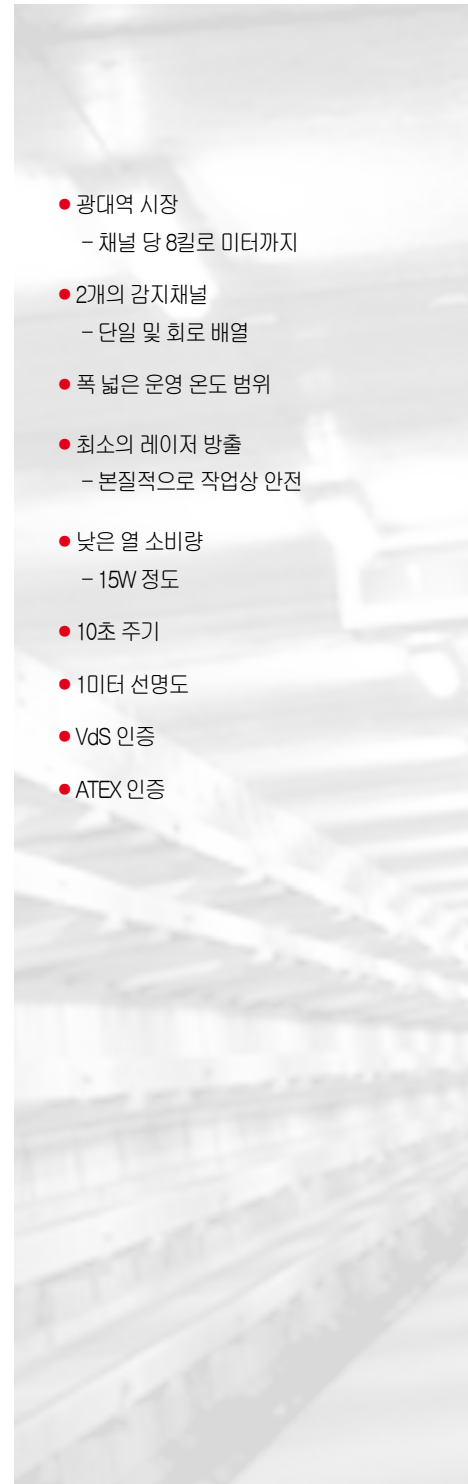 ● 광대역 시장
– 채널 당 8킬로 미터까지
● 2개의 감지채널
– 단일 및 회로 배열
● 폭 넓은 운영 온도 범위
● 최소의 레이저 방출
– 본질적으로 작업상 안전
● 낮은 열 소비량
– 15W 정도
● 10초 주기
● 1미터 선명도
● VdS 인증
● ATEX 인증